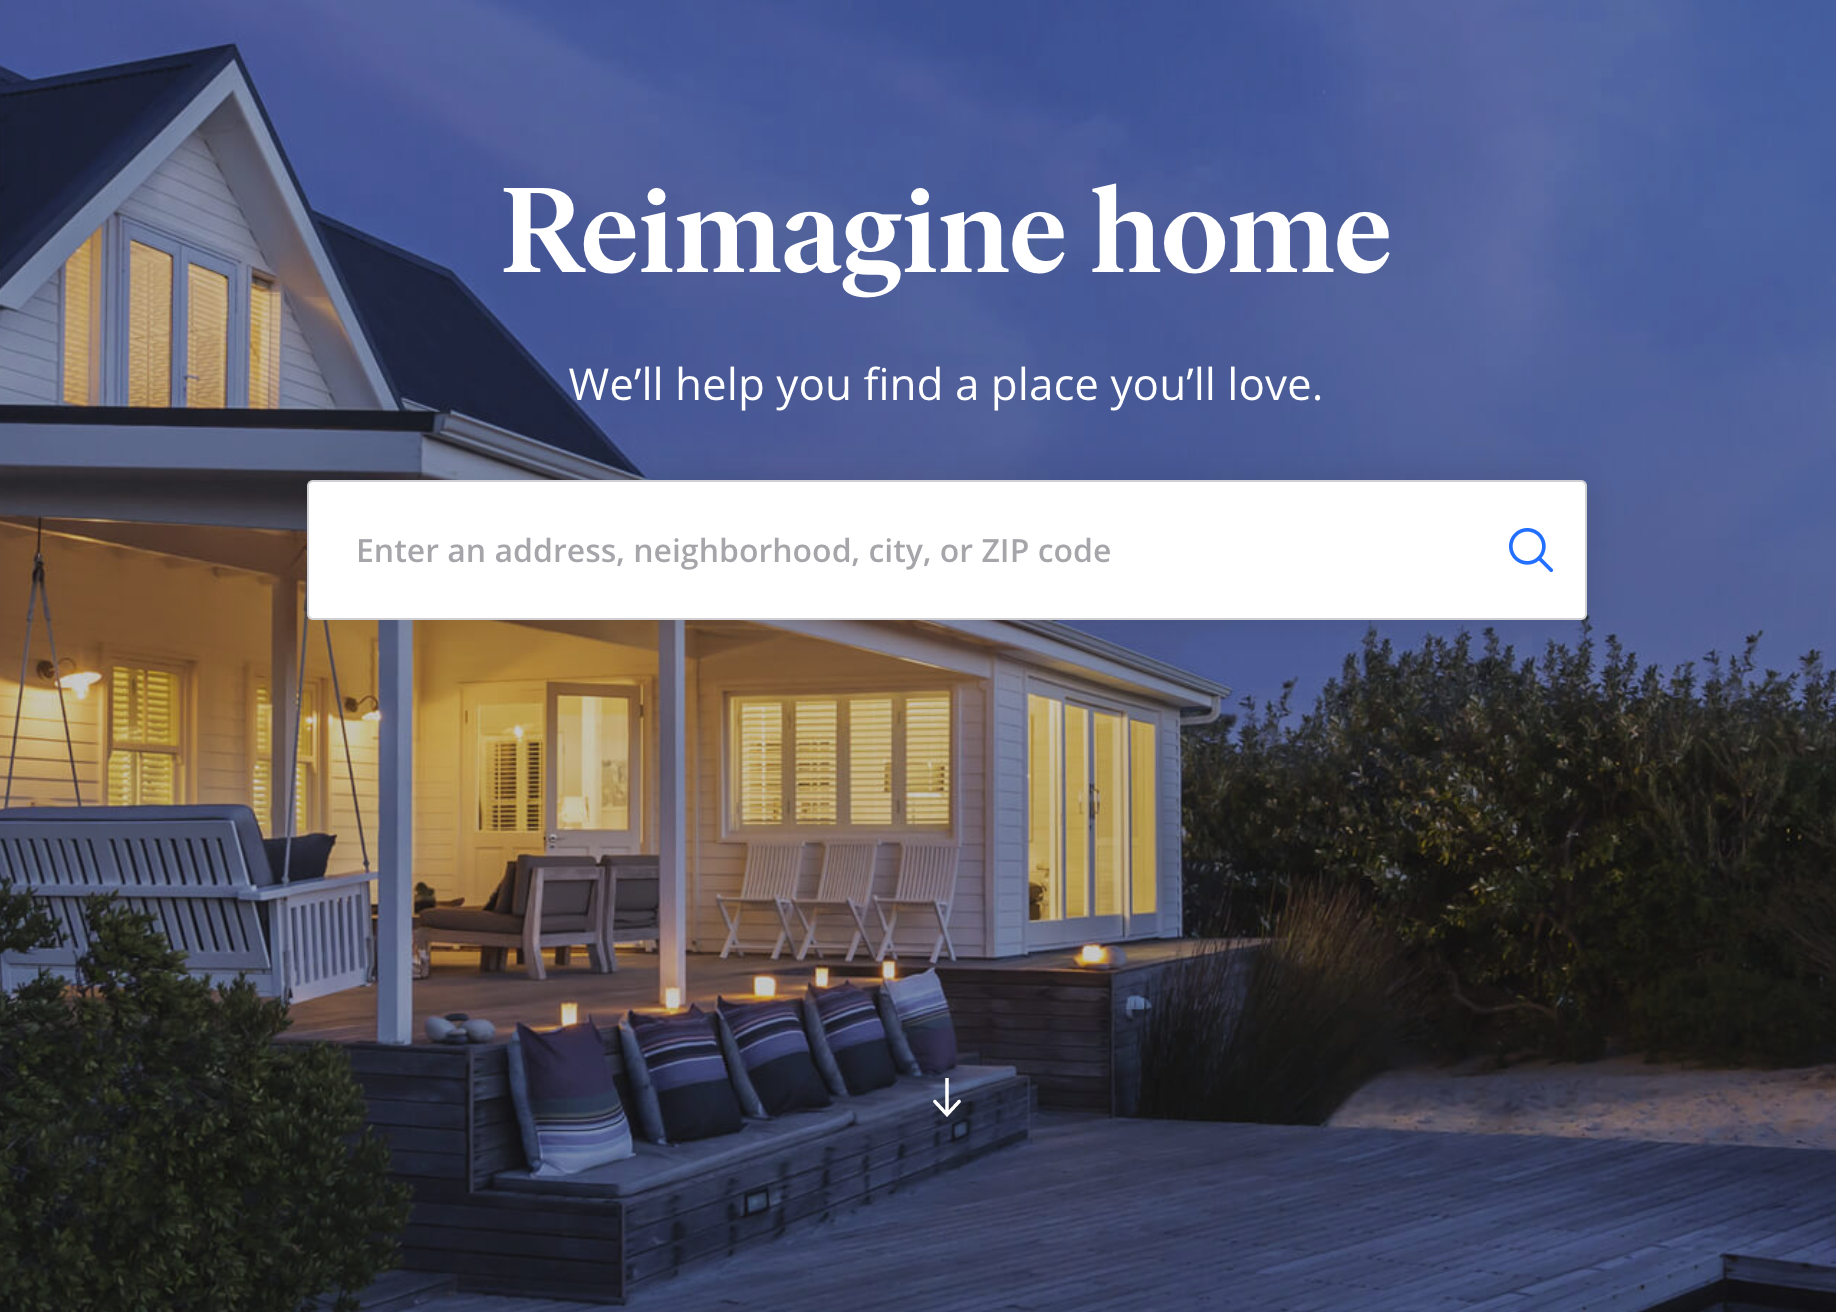 Reimagine home
We’ll help you find a place you’ll love.
Enter an address, neighborhood, city, or ZIP code